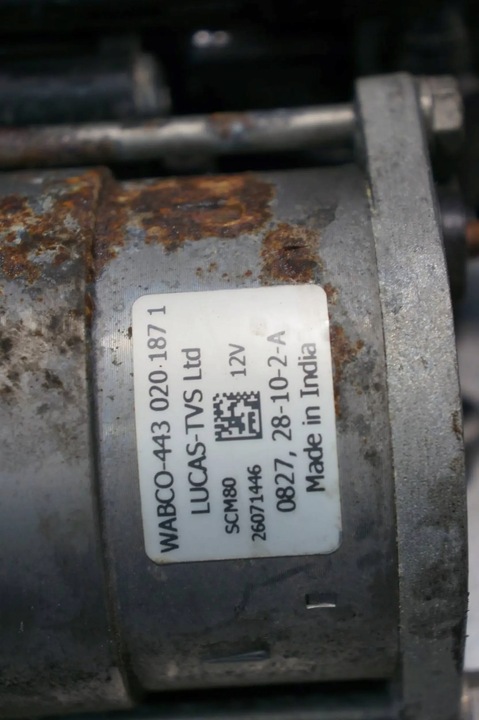 WABCO-443 020 187 1
LUCAS-TVS Ltd
SCM80 12V
26071446
0827, 28-10-2-A
Made in India